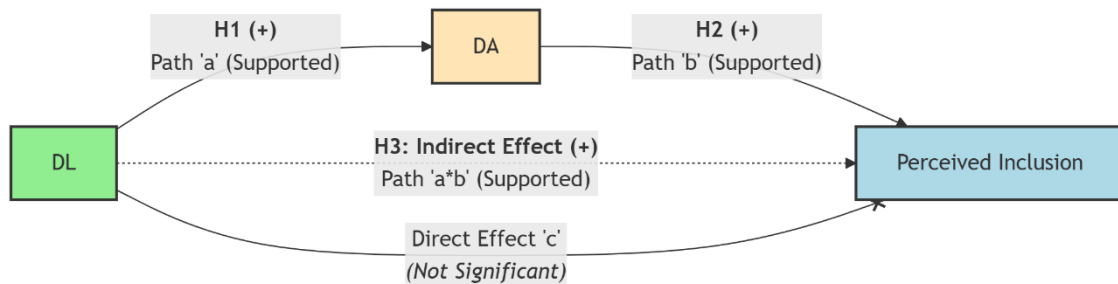 H1 (+)
Path 'a' (Supported)
DA
H2 (+)
Path 'b' (Supported)
DL
H3: Indirect Effect (+)
Path 'a*b' (Supported)
Perceived Inclusion
Direct Effect 'c'
(Not Significant)